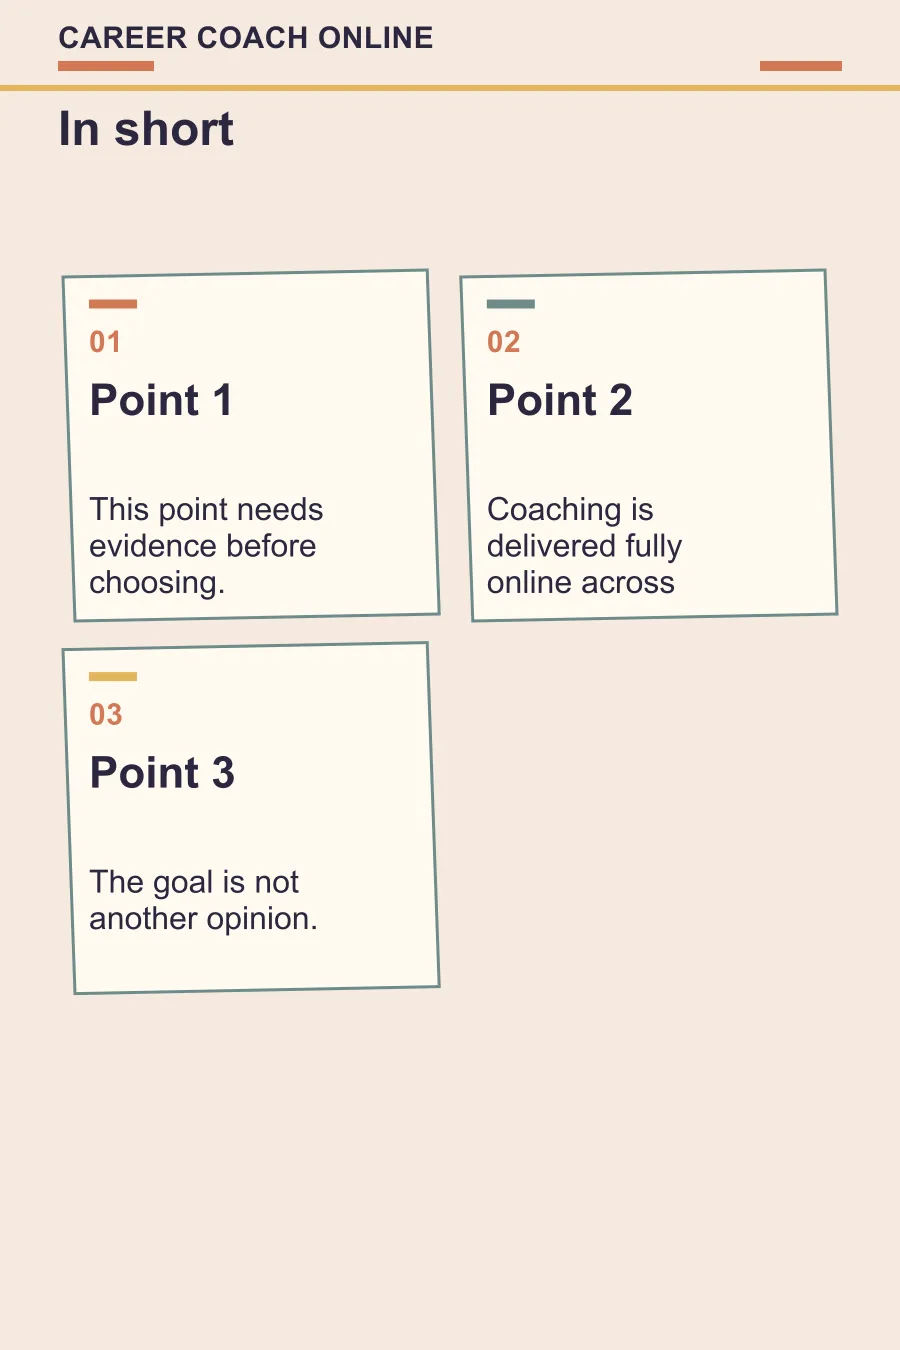 CAREER COACH ONLINE
In short
01
Point 1
This point needs
evidence before
choosing.
02
Point 2
Coaching is
delivered fully
online across
03
Point 3
The goal is not
another opinion.